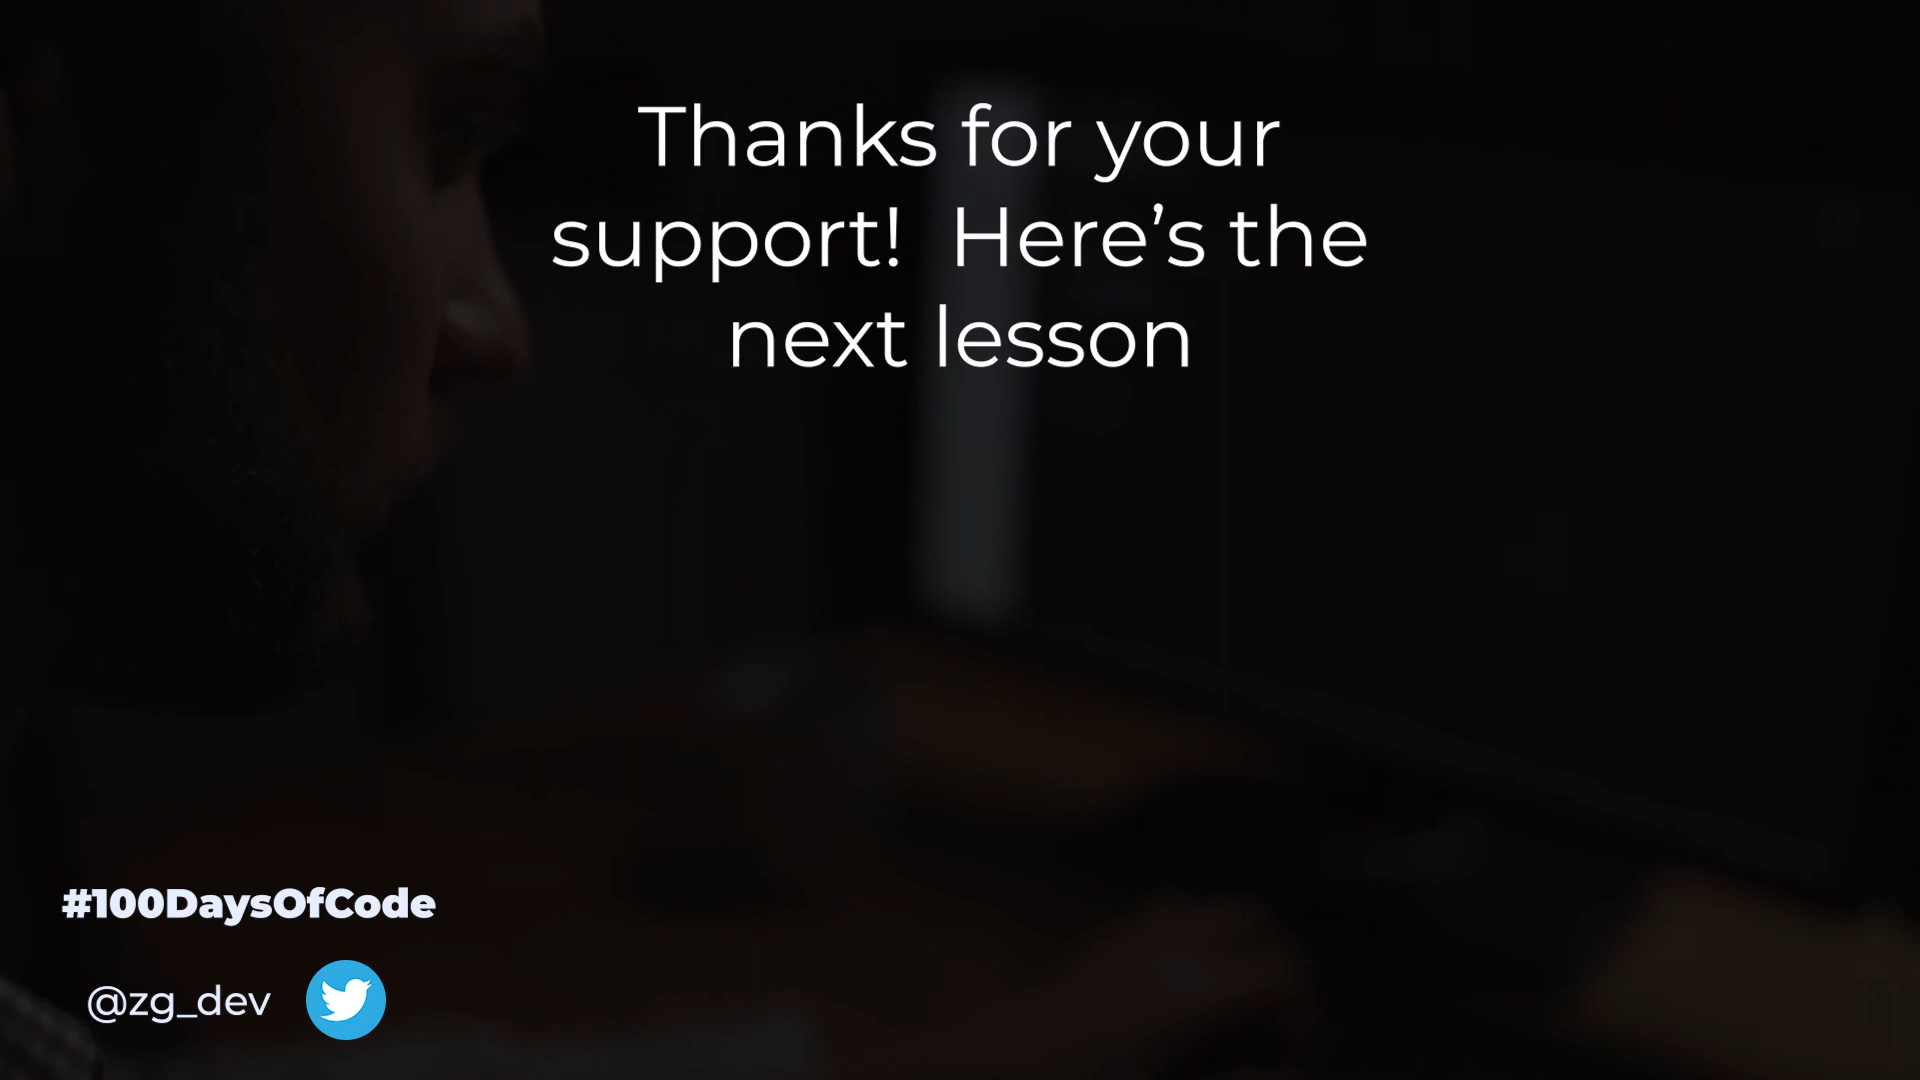 Thanks for your
support!  Here’s the
next lesson
#100DaysOfCode
@zg_dev